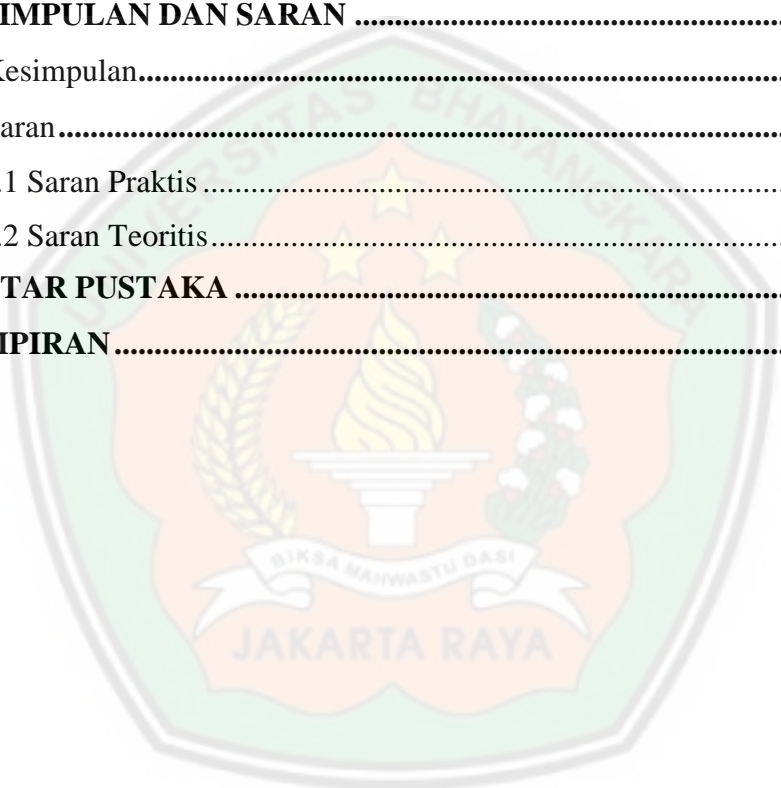 IMPULAN DAN SARAN ........................................................
Kesimpulan........................................................................................
aran....................................................................................................
.1 Saran Praktis ................................................................................
.2 Saran Teoritis...............................................................................
TAR PUSTAKA ...........................................................................
IPIRAN.............................................................................................
UNIVERSITAS BHAYANGKARA
BIKSA MAHWASTU DASI
JAKARTA RAYA